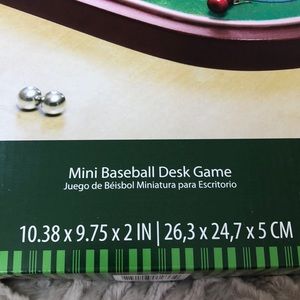 Mini Baseball Desk Game
Juego de Béisbol Miniatura para Escritorio
10.38 x 9.75 x 2 IN | 26,3 x 24,7 x 5 CM